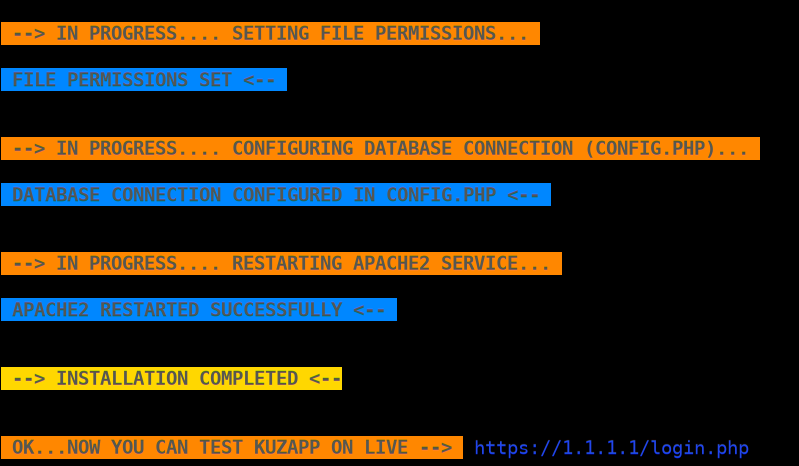 --> IN PROGRESS.... SETTING FILE PERMISSIONS...
FILE PERMISSIONS SET <--
--> IN PROGRESS.... CONFIGURING DATABASE CONNECTION (CONFIG.PHP)...
DATABASE CONNECTION CONFIGURED IN CONFIG.PHP <--
--> IN PROGRESS.... RESTARTING APACHE2 SERVICE...
APACHE2 RESTARTED SUCCESSFULLY <--
--> INSTALLATION COMPLETED <--
OK...NOW YOU CAN TEST KUZAPP ON LIVE --> https://1.1.1.1/login.php